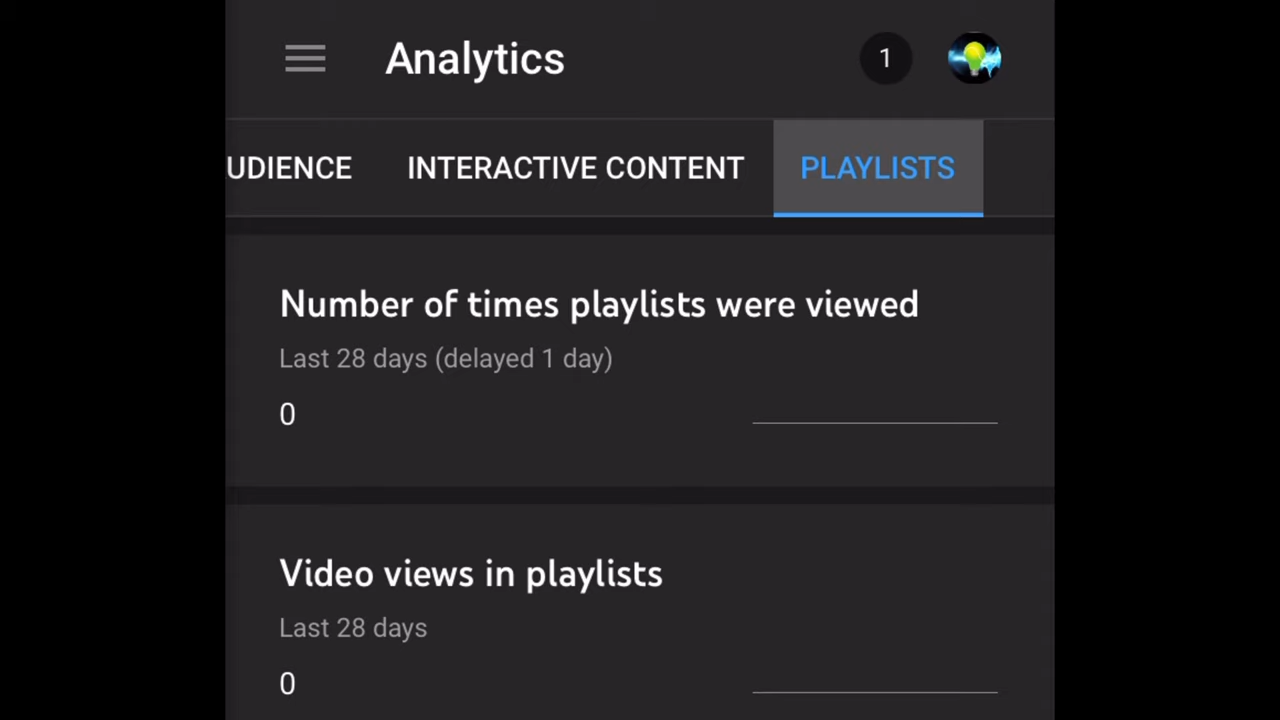 Analytics
1
UDIENCE INTERACTIVE CONTENT PLAYLISTS
Number of times playlists were viewed
Last 28 days (delayed 1 day)
0
Video views in playlists
Last 28 days
0